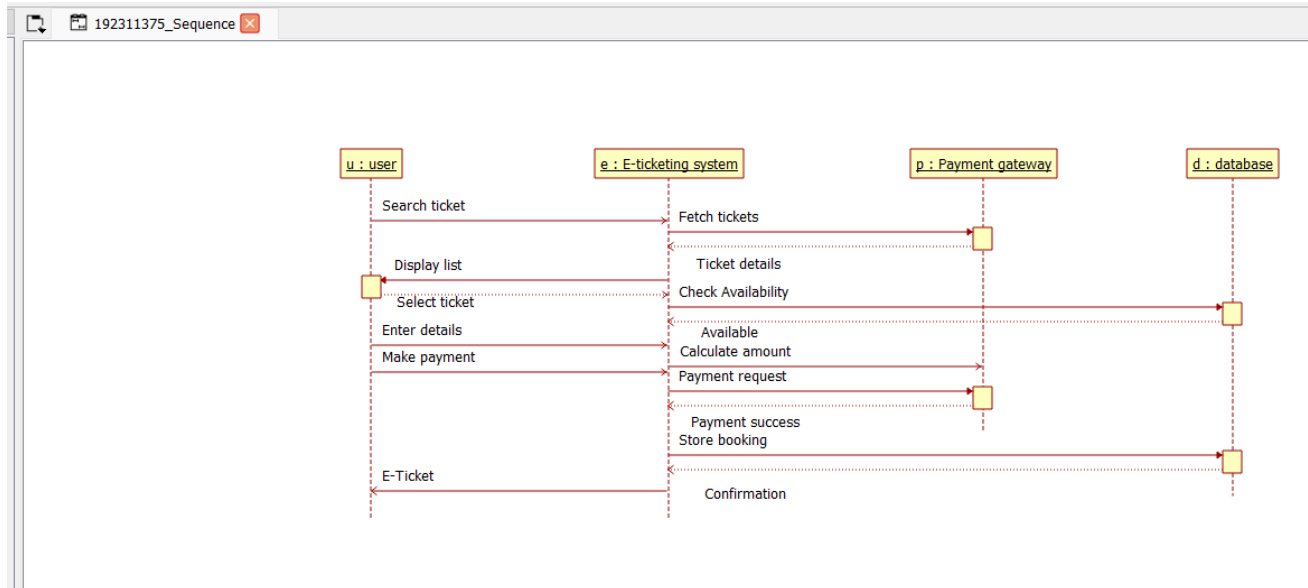 192311375_Sequence
u : user
e : E-ticketing system
p : Payment gateway
d : database
Search ticket
Fetch tickets
Ticket details
Display list
Select ticket
Check Availability
Available
Enter details
Calculate amount
Make payment
Payment request
Payment success
Store booking
E-Ticket
Confirmation